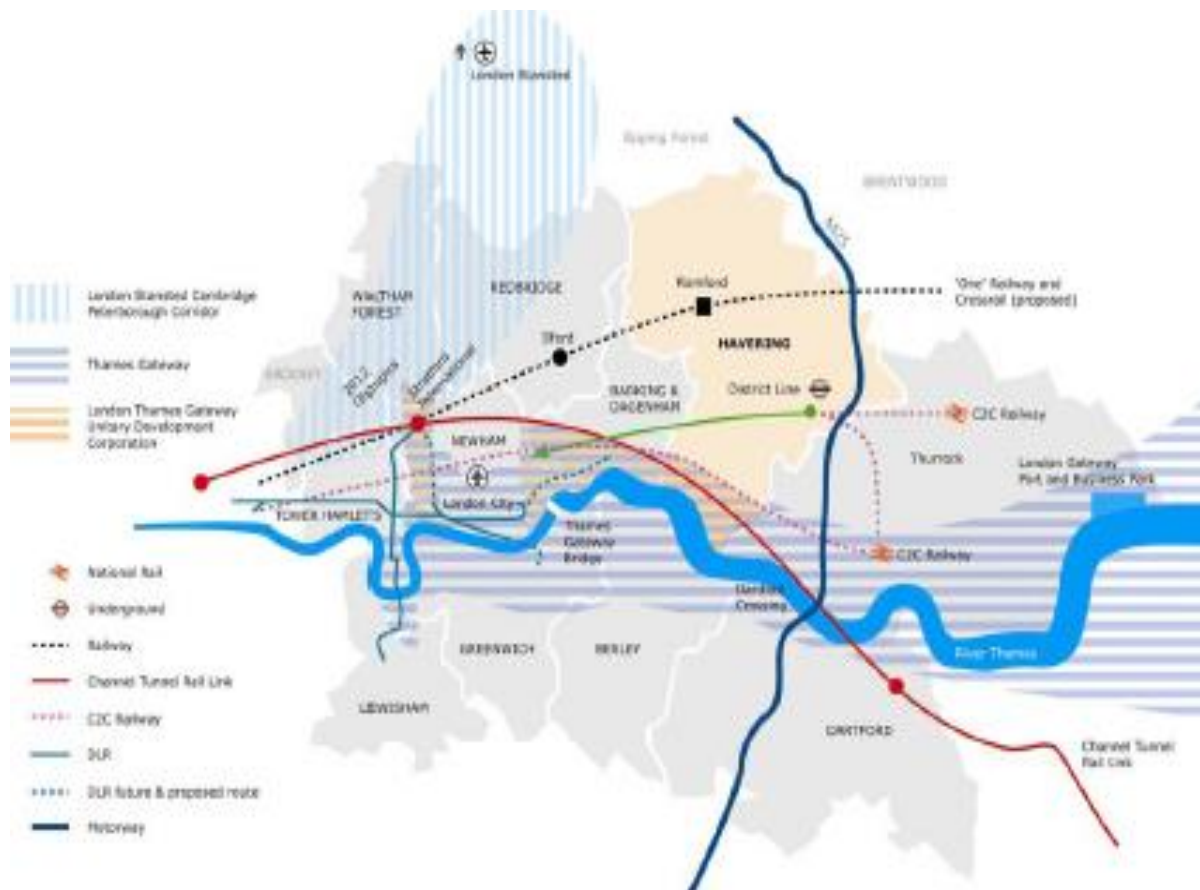 London Stansted
Epping Forest
BRENTWOOD
M25
London Stansted Cambridge
Peterborough Corridor
Thames Gateway
London Thames Gateway
Unitary Development
Corporation
WALTHAM
FOREST
REDBRIDGE
Romford
'One' Railway and
Crossrail (proposed)
Ilford
HAVERING
HACKNEY
2012
Olympics
Stratford
International
BARKING &
DAGENHAM
District Line
C2C Railway
NEWHAM
Thurrock
London Gateway
Port and Business Park
London City
TOWER HAMLETS
Thames
Gateway
Bridge
C2C Railway
Dartford
Crossing
River Thames
GREENWICH
BEXLEY
LEWISHAM
DARTFORD
Channel Tunnel
Rail Link
National Rail
Underground
Railway
Channel Tunnel Rail Link
C2C Railway
DLR
DLR future & proposed route
Motorway